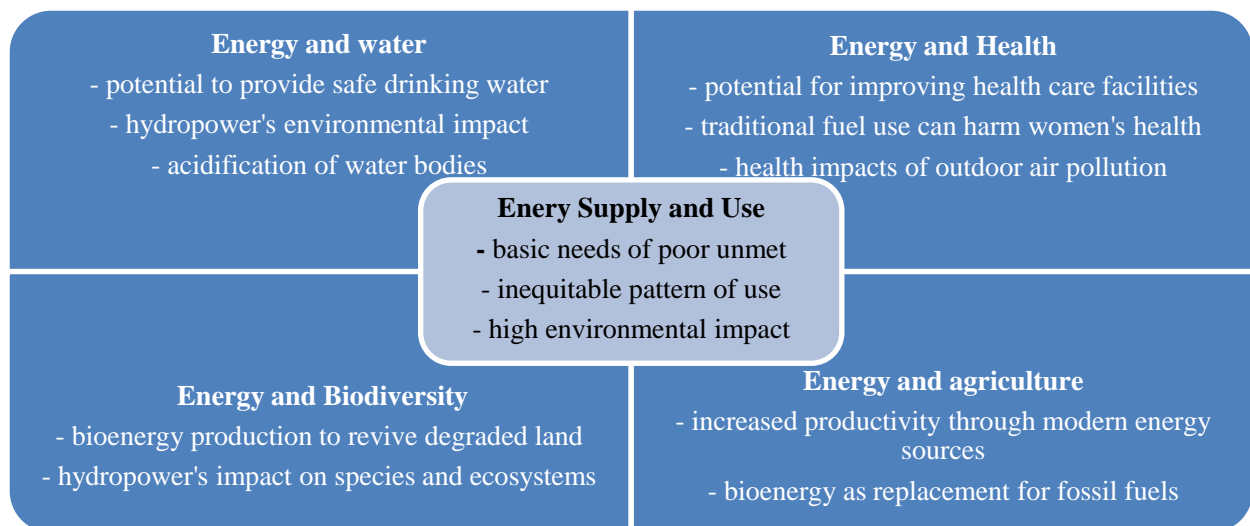 Energy and water
- potential to provide safe drinking water
- hydropower's environmental impact
- acidification of water bodies
Energy and Health
- potential for improving health care facilities
- traditional fuel use can harm women's health
- health impacts of outdoor air pollution
Enery Supply and Use
- basic needs of poor unmet
- inequitable pattern of use
- high environmental impact
Energy and Biodiversity
- bioenergy production to revive degraded land
- hydropower's impact on species and ecosystems
Energy and agriculture
- increased productivity through modern energy
sources
- bioenergy as replacement for fossil fuels